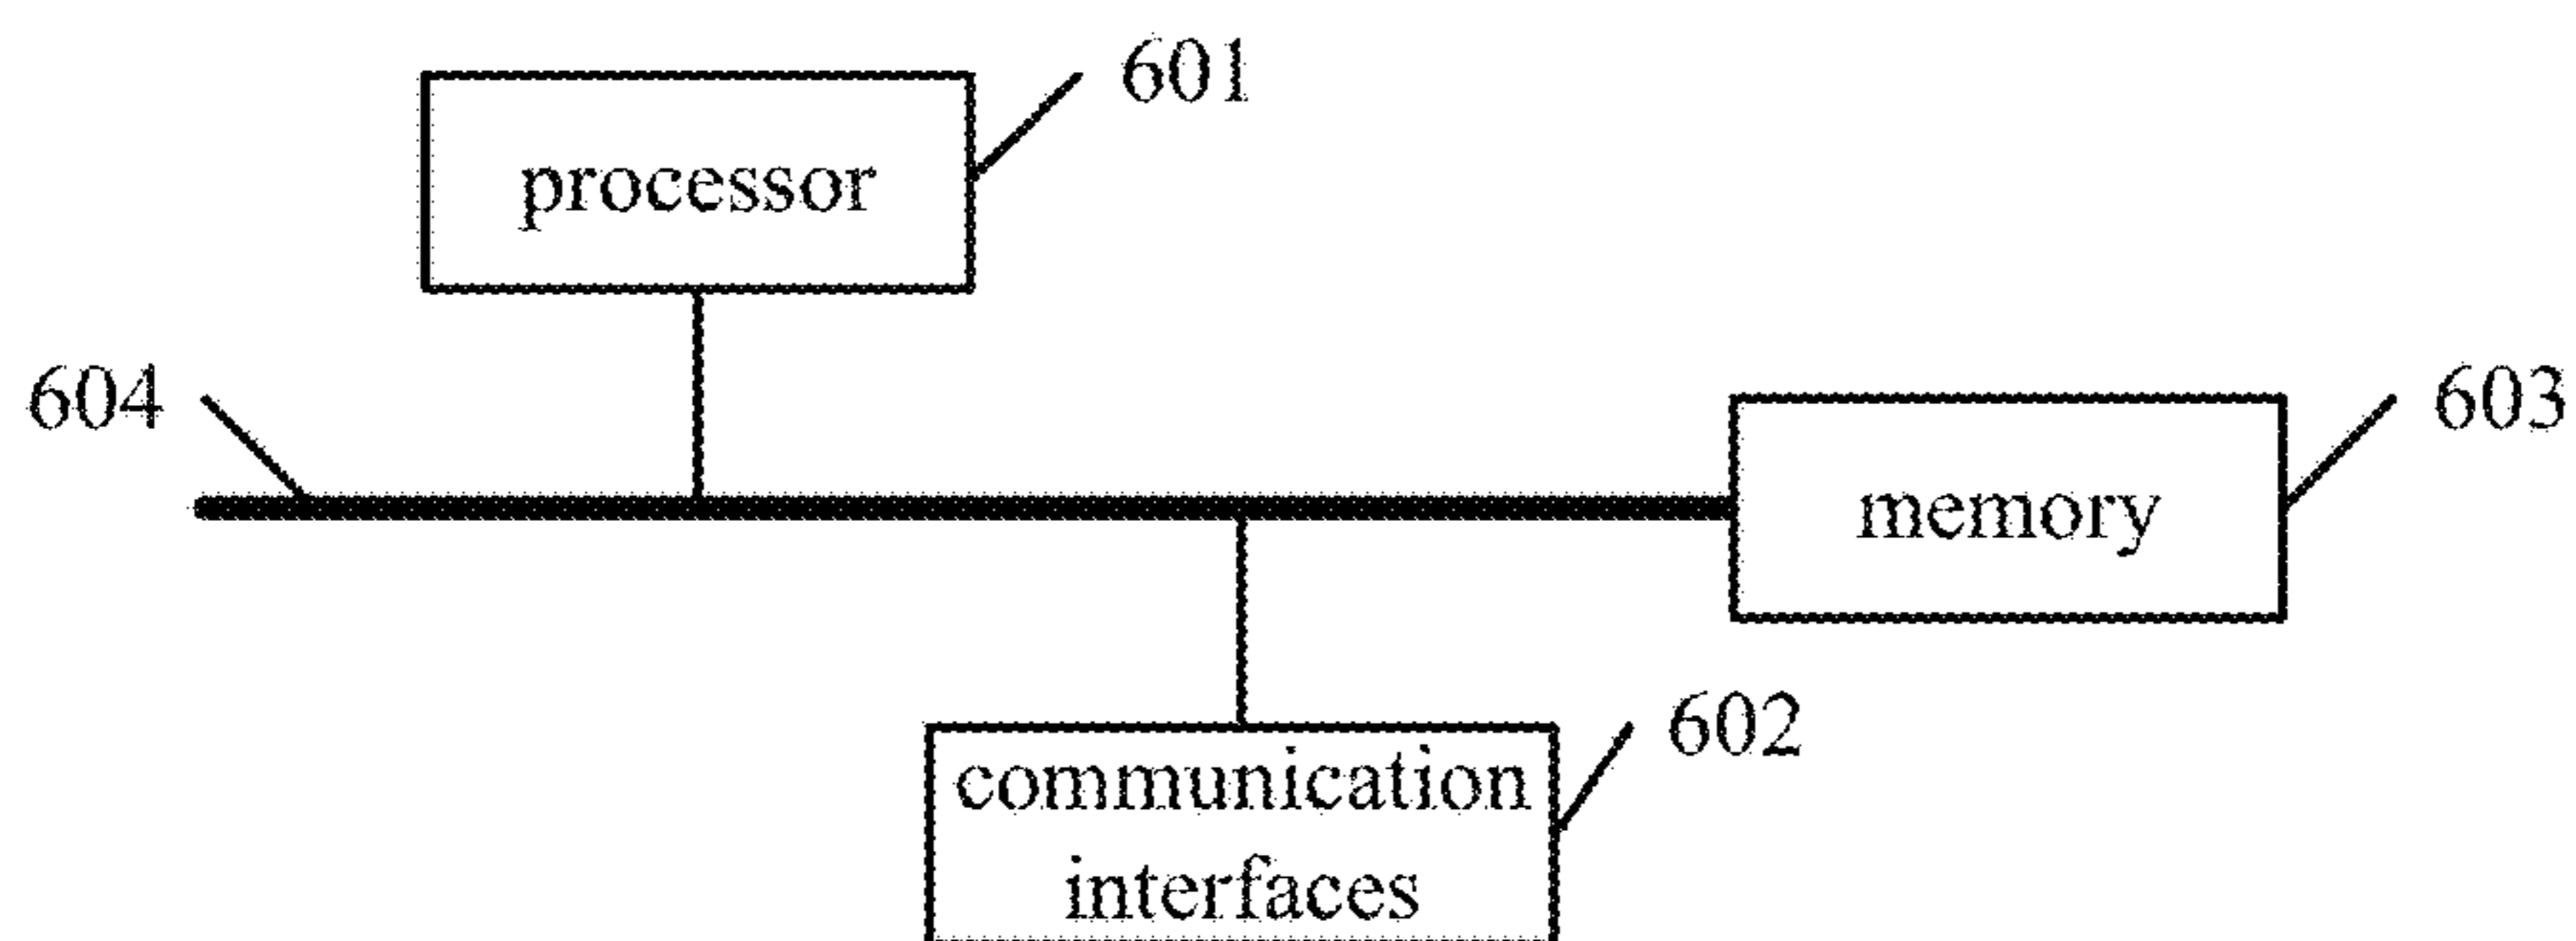 601
processor
604
603
memory
602
communication
interfaces